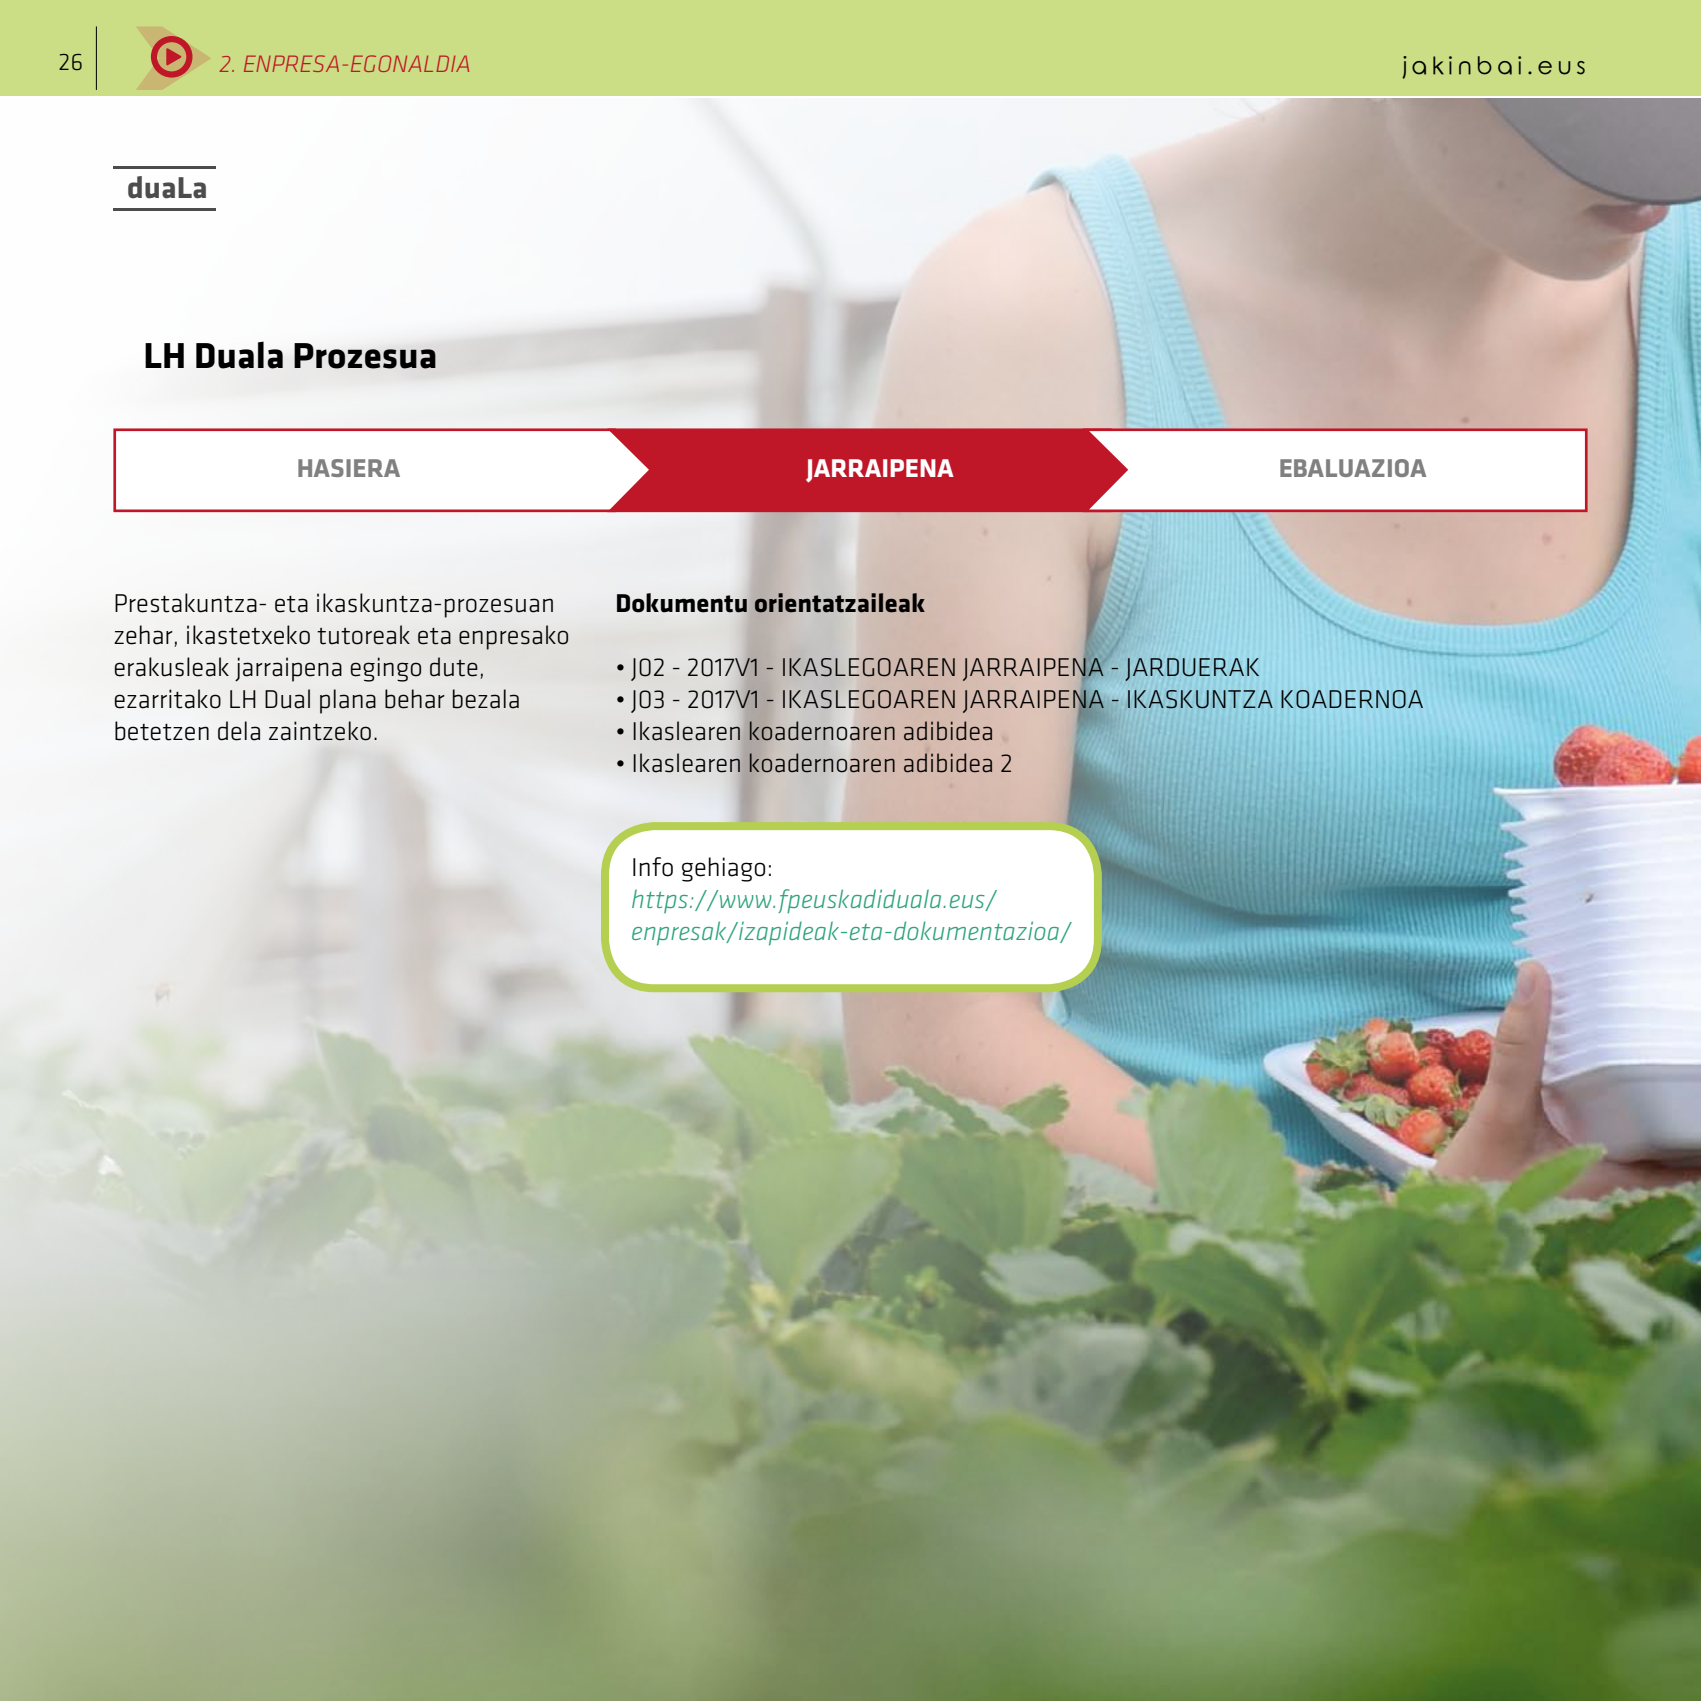 26
2. ENPRESA-EGONALDIA
jakinbai.eus
duaLa
LH Duala Prozesua
HASIERA
JARRAIPENA
EBALUAZIOA
Prestakuntza- eta ikaskuntza-prozesuan
zehar, ikastetxeko tutoreak eta enpresako
erakusleak jarraipena egingo dute,
ezarritako LH Dual plana behar bezala
betetzen dela zaintzeko.
Dokumentu orientatzaileak
• J02 - 2017V1 - IKASLEGOAREN JARRAIPENA - JARDUERAK
• J03 - 2017V1 - IKASLEGOAREN JARRAIPENA - IKASKUNTZA KOADERNOA
• Ikaslearen koadernoaren adibidea
• Ikaslearen koadernoaren adibidea 2
Info gehiago:
https://www.fpeuskadiduala.eus/
enpresak/izapideak-eta-dokumentazioa/